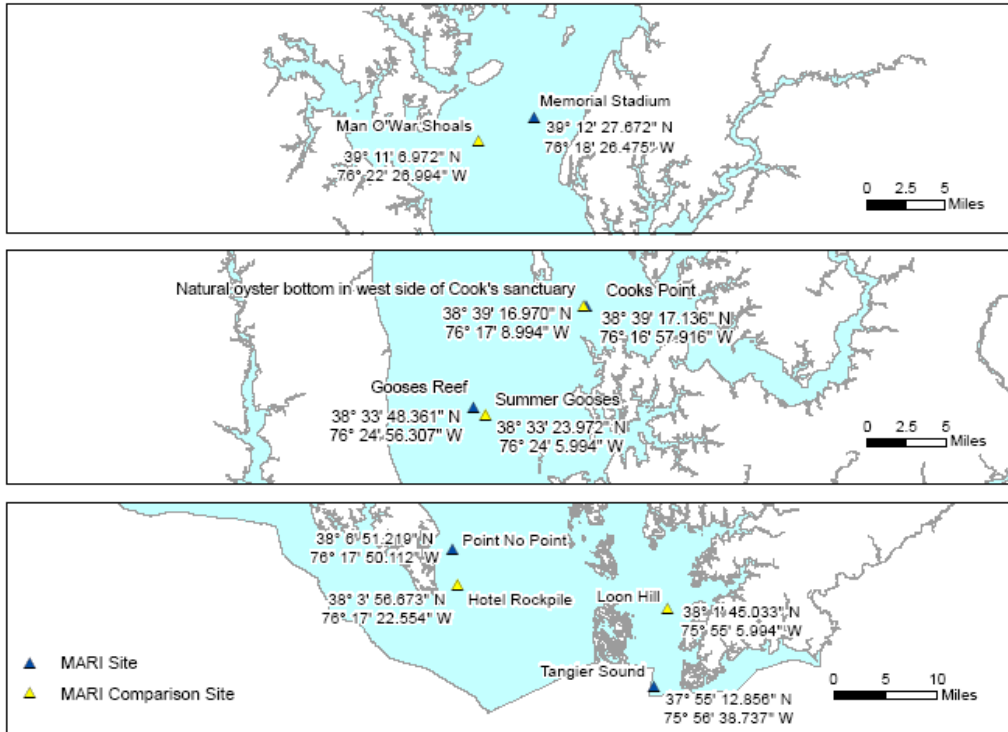 Memorial Stadium
39° 12' 27.672" N
76° 18' 26.475" W
Man O'War Shoals
39° 11' 6.972" N
76° 22' 26.994" W
0 2.5 5
Miles
Natural oyster bottom in west side of Cook's sanctuary
38° 39' 16.970" N
76° 17' 8.994" W
Cooks Point
38° 39' 17.136" N
76° 16' 57.916" W
Gooses Reef
38° 33' 48.361" N
76° 24' 56.307" W
Summer Gooses
38° 33' 23.972" N
76° 24' 5.994" W
0 2.5 5
Miles
38° 6' 51.219" N
76° 17' 50.112" W
Point No Point
38° 3' 56.673" N
76° 17' 22.554" W
Hotel Rockpile
Loon Hill
38° 1' 45.033" N
75° 55' 5.994" W
Tangier Sound
37° 55' 12.856" N
75° 56' 38.737" W
MARI Site
MARI Comparison Site
0 5 10
Miles